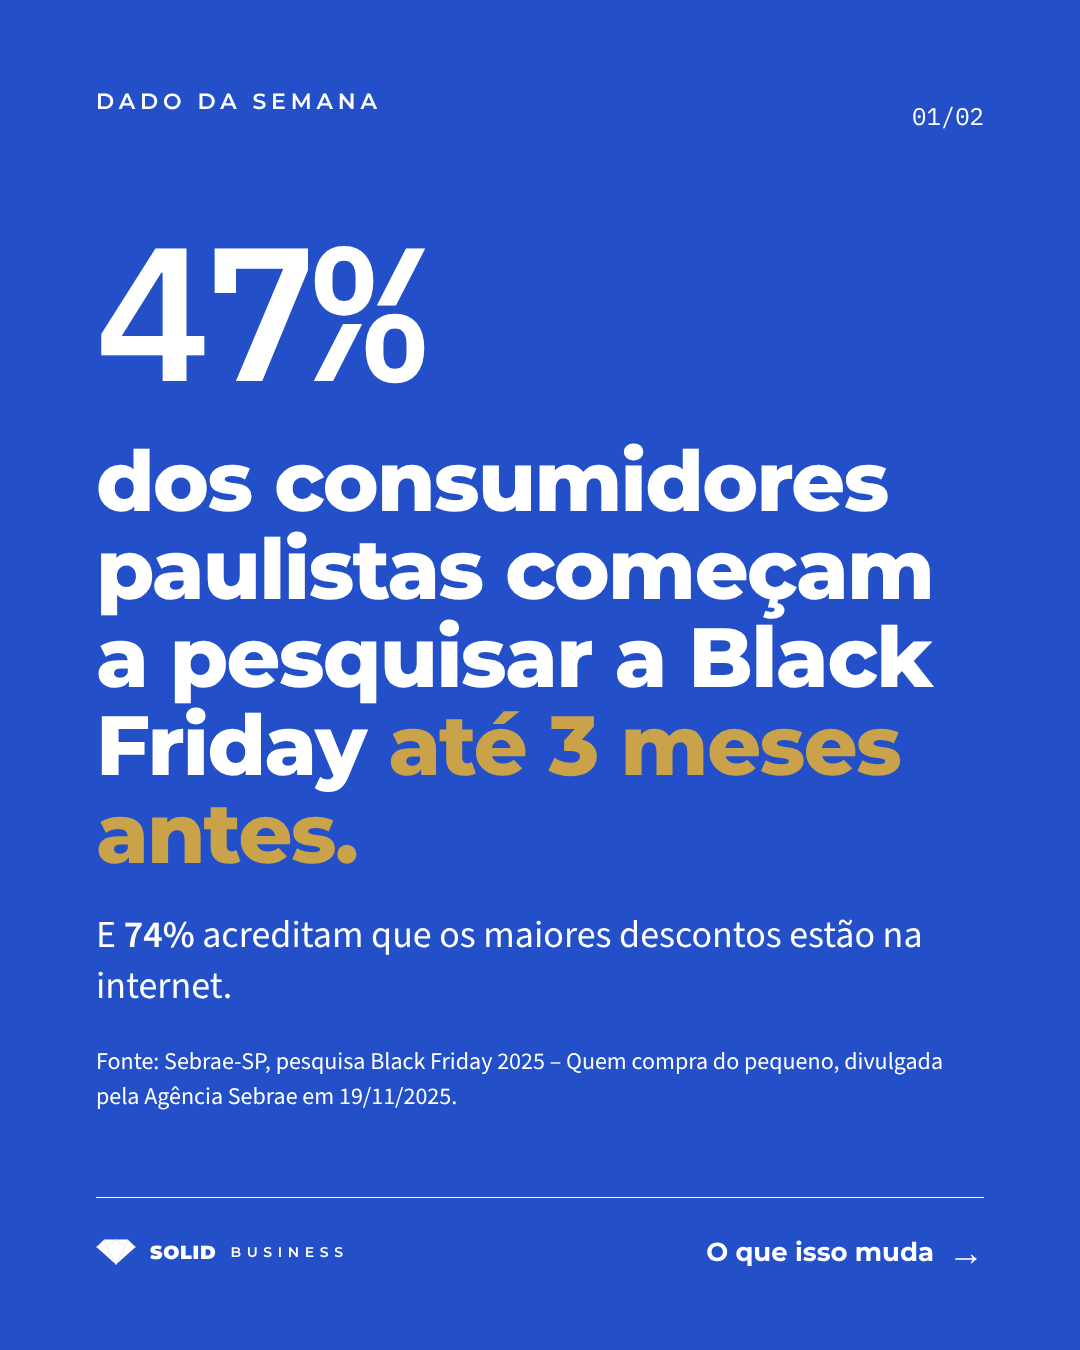 DADO DA SEMANA
01/02
47%
dos consumidores
paulistas começam
a pesquisar a Black
Friday até 3 meses
antes.
E 74% acreditam que os maiores descontos estão na
internet.
Fonte: Sebrae-SP, pesquisa Black Friday 2025 – Quem compra do pequeno, divulgada
pela Agência Sebrae em 19/11/2025.
SOLID BUSINESS
O que isso muda →